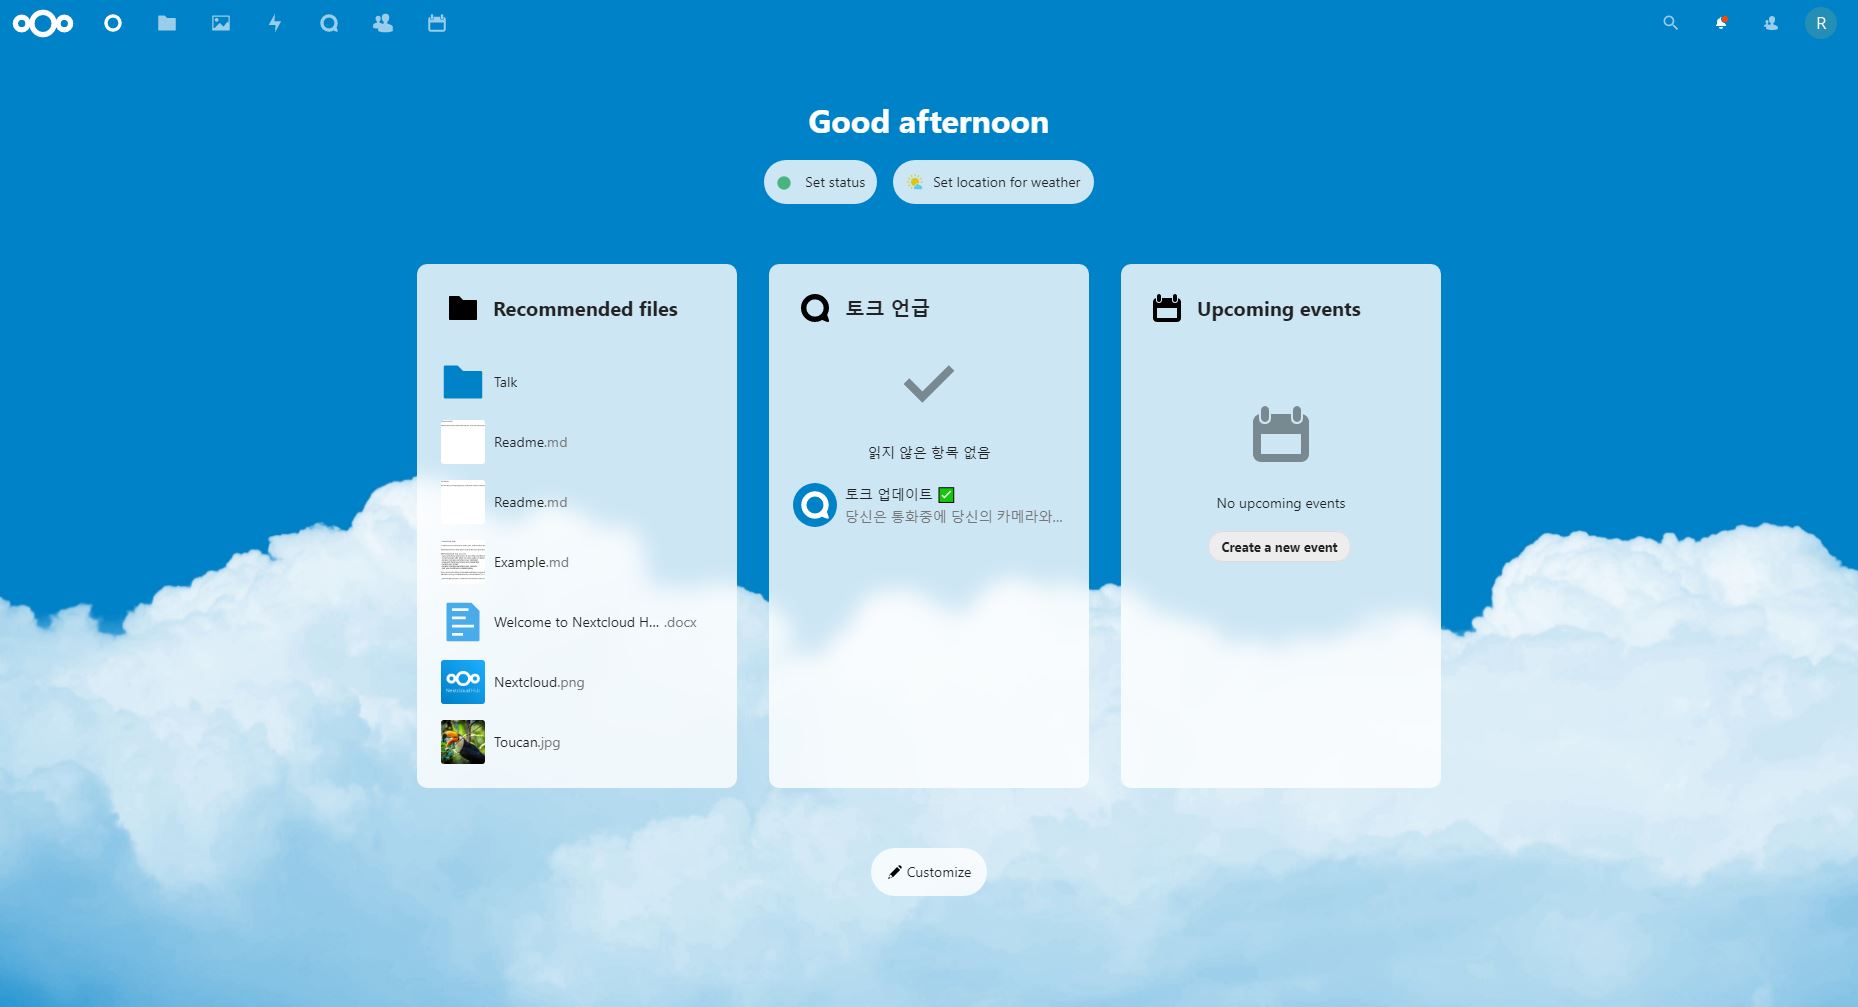 R
Good afternoon
Set status
Set location for weather
Recommended files
Talk
Readme.md
Readme.md
Example.md
Welcome to Nextcloud H... .docx
Nextcloud.png
Toucan.jpg
토크 언급
읽지 않은 항목 없음
토크 업데이트 ✅
당신은 통화중에 당신의 카메라와...
Upcoming events
No upcoming events
Create a new event
Customize